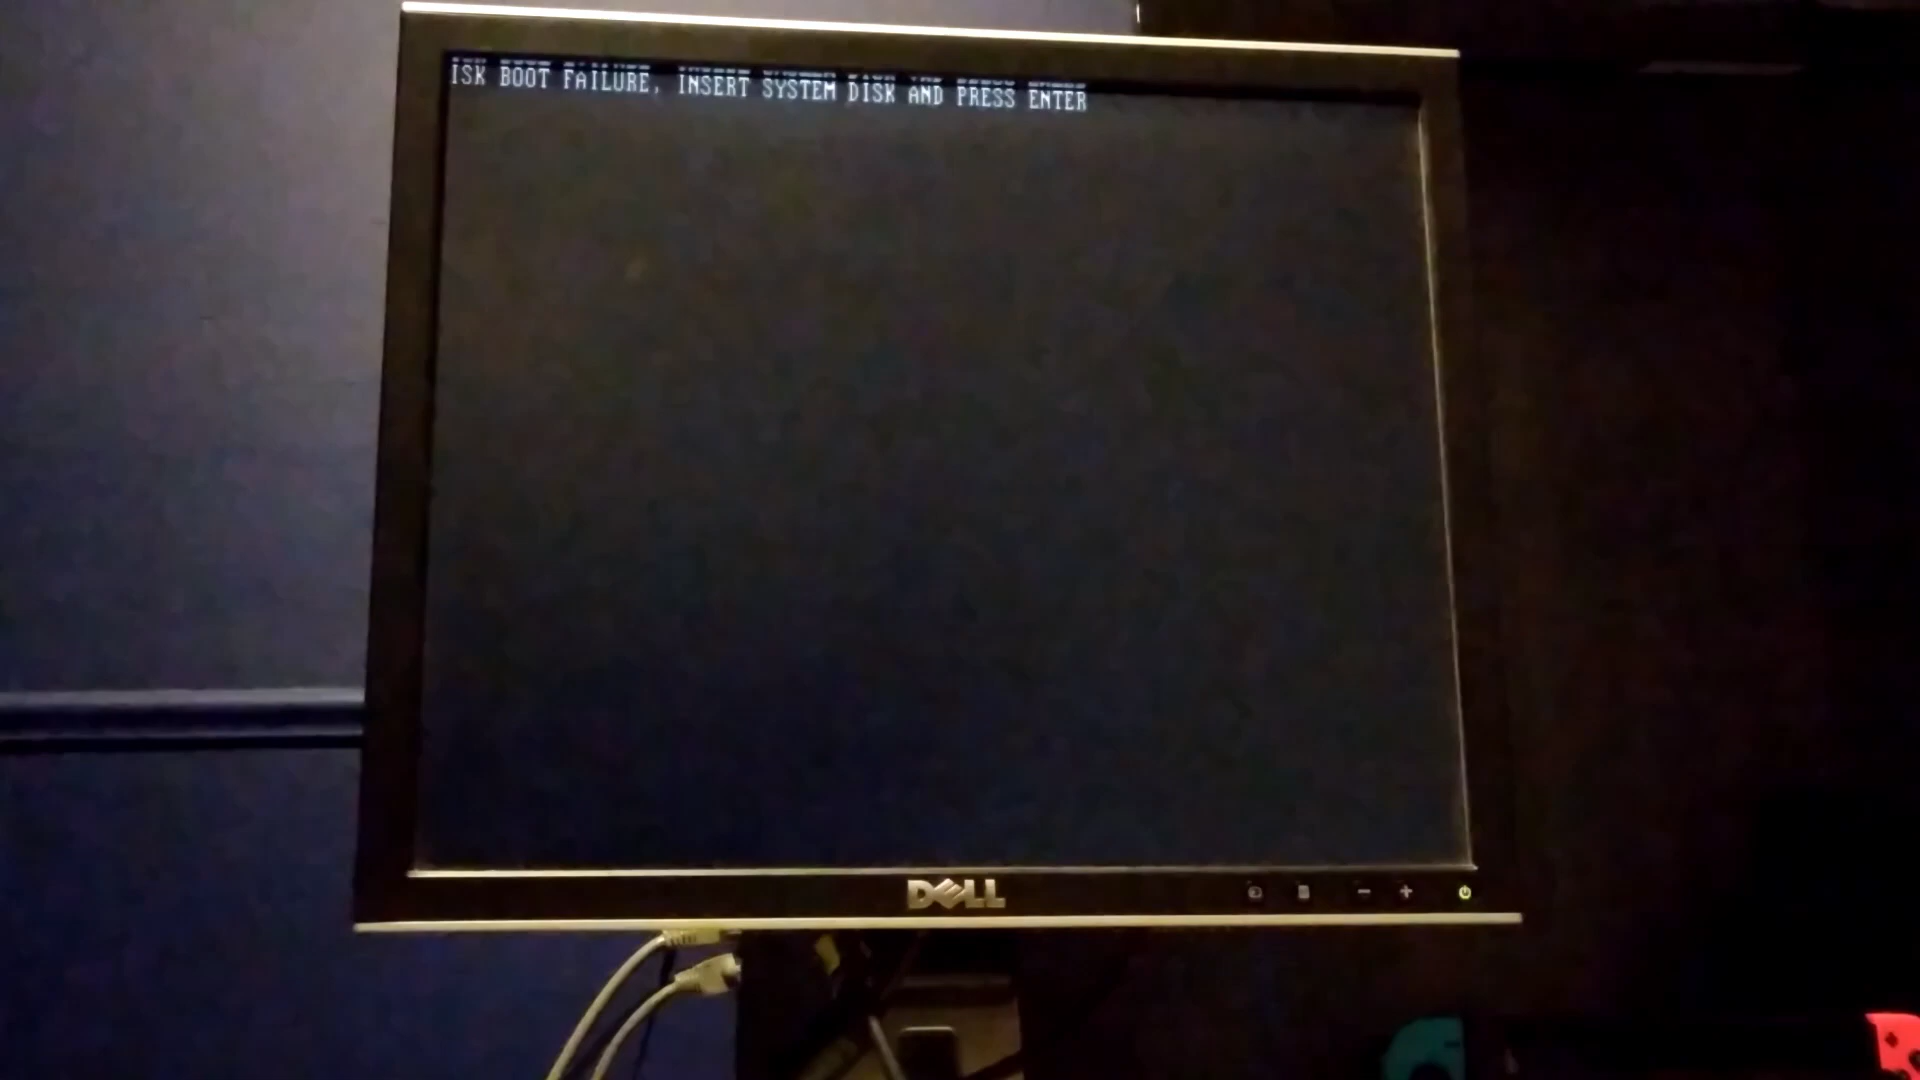 ISK BOOT FAILURE, INSERT SYSTEM DISK AND PRESS ENTER
DELL